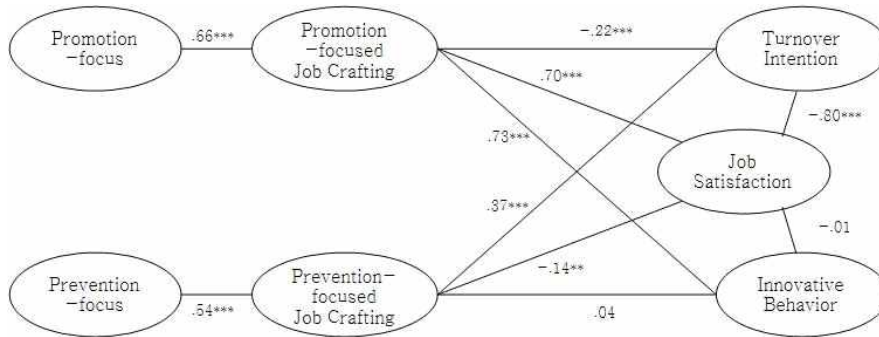 Promotion
-focus
.66***
Promotion
-focused
Job Crafting
-.22***
Turnover
Intention
.70***
-.80***
.73***
Job
Satisfaction
.37***
-.01
-.14**
Prevention
-focus
.54***
Prevention-
focused
Job Crafting
.04
Innovative
Behavior